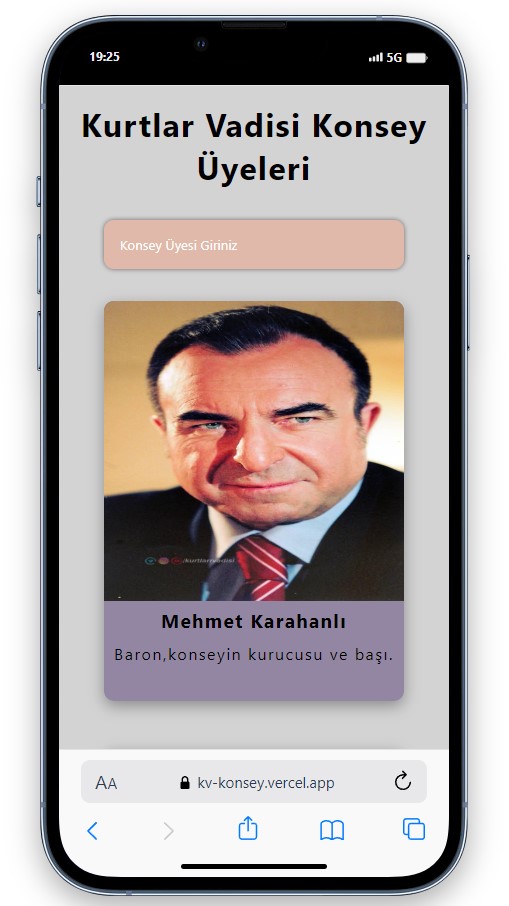 19:25
5G
Kurtlar Vadisi Konsey
Üyeleri
Konsey Üyesi Giriniz
/kurtlarvadisi
Mehmet Karahanlı
Baron,konseyin kurucusu ve başı.
AA
kv-konsey.vercel.app